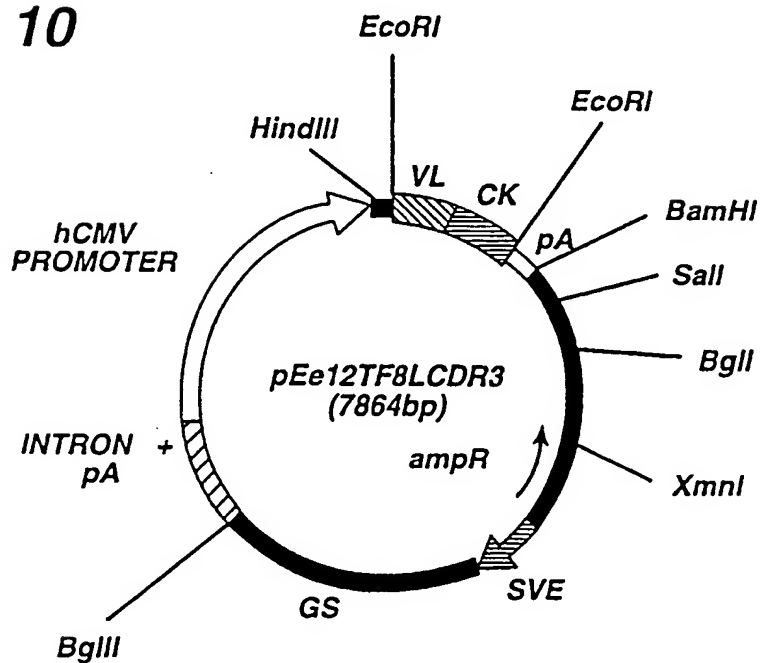 10
EcoRI
EcoRI
HindIII
VL
CK
pA
BamHI
SalI
BglI
XmnI
hCMV
PROMOTER
pEe12TF8LCDR3
(7864bp)
ampR
INTRON +
pA
SVE
GS
BglII